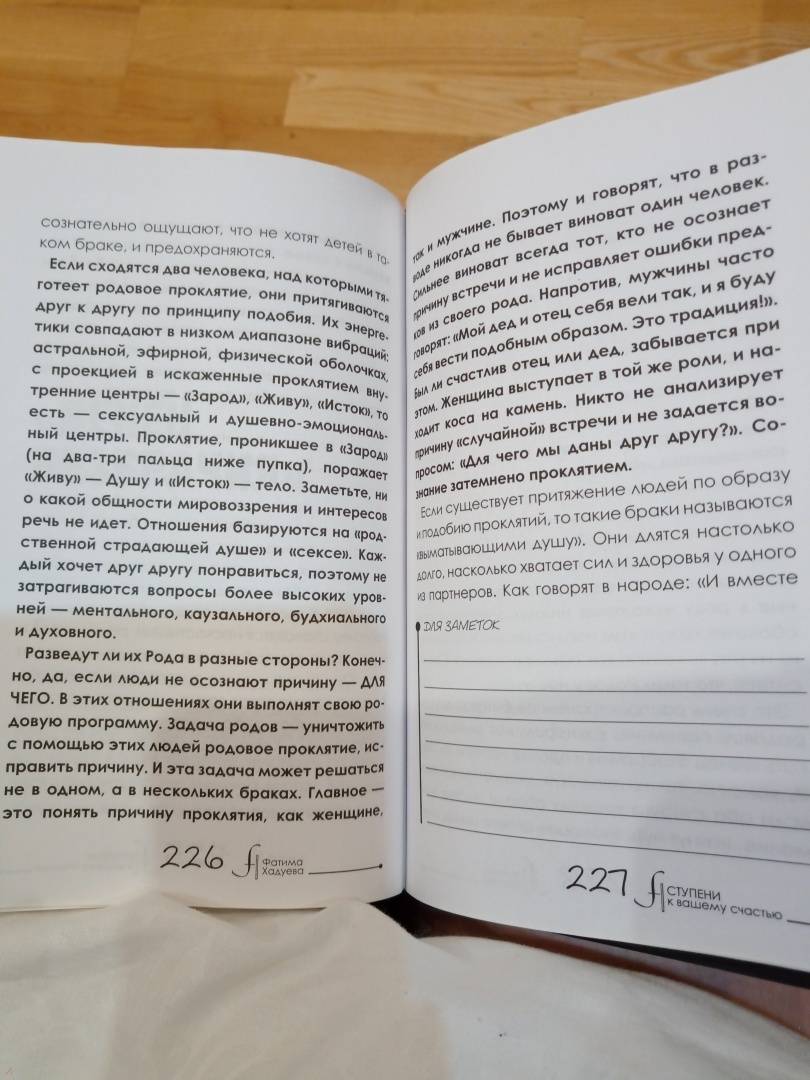 сознательно ощущают, что не хотят детей в та-
ком браке, и предохраняются.
Если сходятся два человека, над которыми тя-
готеет родовое проклятие, они притягиваются
друг к другу по принципу подобия. Их энерге-
тики совпадают в низком диапазоне вибраций:
астральной, эфирной, физической оболочках,
с проекцией в искаженные проклятием вну-
тренние центры — «Зарод», «Живу», «Исток», то
есть — сексуальный и душевно-эмоциональ-
ный центры. Проклятие, проникшее в «Зарод»
(на два-три пальца ниже пупка), поражает
«Живу» — Душу и «Исток» — тело. Заметьте, ни
о какой общности мировоззрения и интересов
речь не идет. Отношения базируются на «род-
ственной страдающей душе» и «сексе». Каж-
дый хочет друг другу понравиться, поэтому не
затрагиваются вопросы более высоких уров-
ней — ментального, каузального, будхиального
и духовного.
Разведут ли их Рода в разные стороны? Конеч-
но, да, если люди не осознают причину — ДЛЯ
ЧЕГО. В этих отношениях они выполнят свою ро-
довую программу. Задача родов — уничтожить
с помощью этих людей родовое проклятие, ис-
править причину. И эта задача может решаться
не в одном, а в нескольких браках. Главное —
это понять причину проклятия, как женщине,
226
Фатима
Хадуева
так и мужчине. Поэтому и говорят, что в раз-
воде никогда не бывает виноват один человек.
Сильнее виноват всегда тот, кто не осознает
причину встречи и не исправляет ошибки пред-
ков из своего рода. Напротив, мужчины часто
говорят: «Мой дед и отец себя вели так, и я буду
себя вести подобным образом. Это традиция!».
Был ли счастлив отец или дед, забывается при
этом. Женщина выступает в той же роли, и на-
ходит коса на камень. Никто не анализирует
причину «случайной» встречи и не задается во-
просом: «Для чего мы даны друг другу?». Со-
знание затемнено проклятием.
Если существует притяжение людей по образу
и подобию проклятий, то такие браки называются
«выматывающими душу». Они длятся настолько
долго, насколько хватает сил и здоровья у одного
из партнеров. Как говорят в народе: «И вместе
ДЛЯ ЗАМЕТОК
227
СТУПЕНИ
к вашему счастью